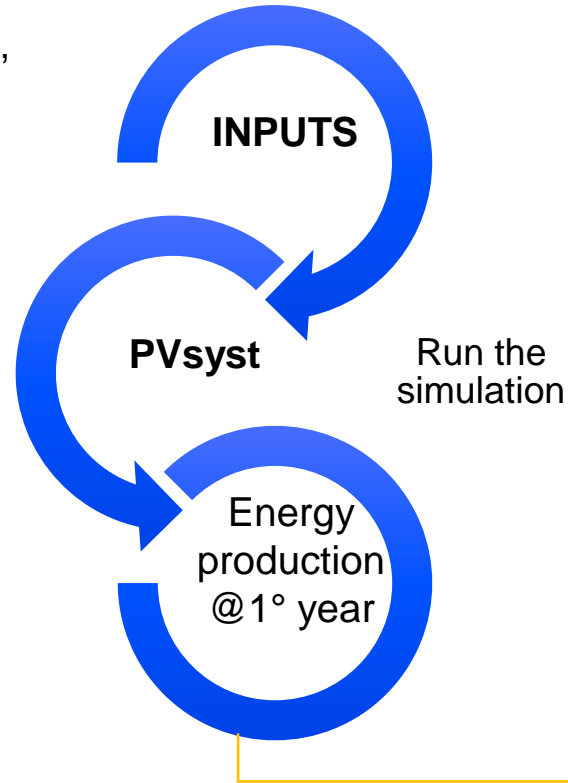 ,
INPUTS
PVsyst
Run the
simulation
Energy
production
@1° year